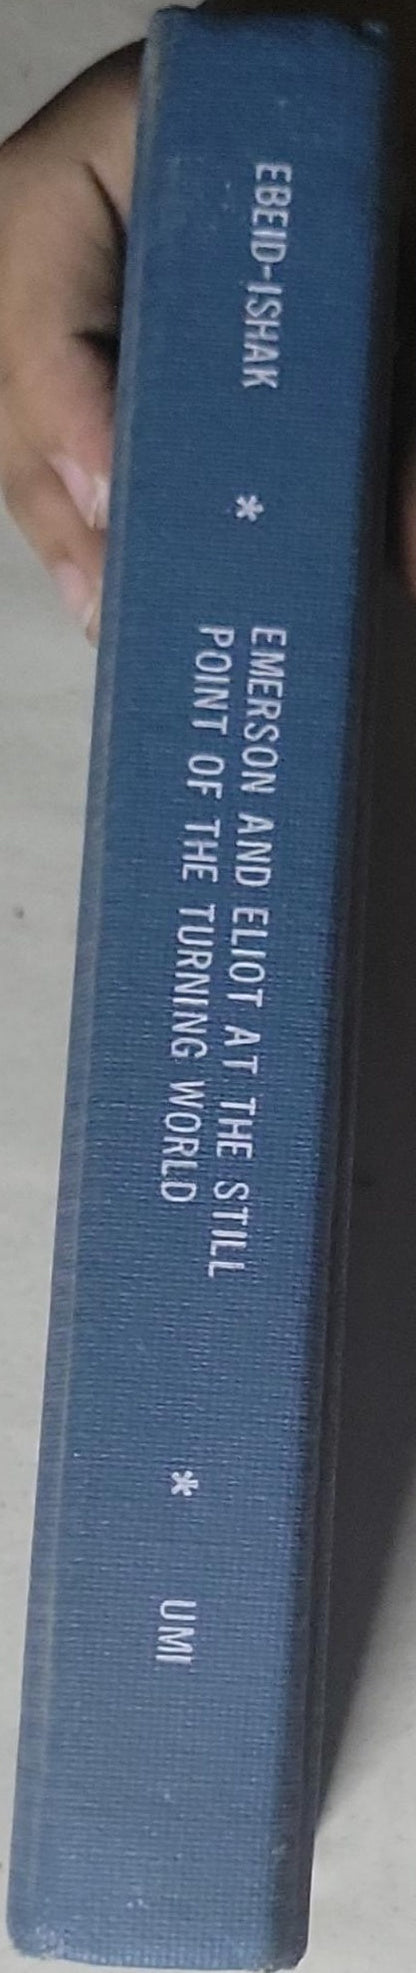 EBEID-ISHAK
*
EMERSON AND ELIOT AT THE STILL
POINT OF THE TURNING WORLD
*
UMI